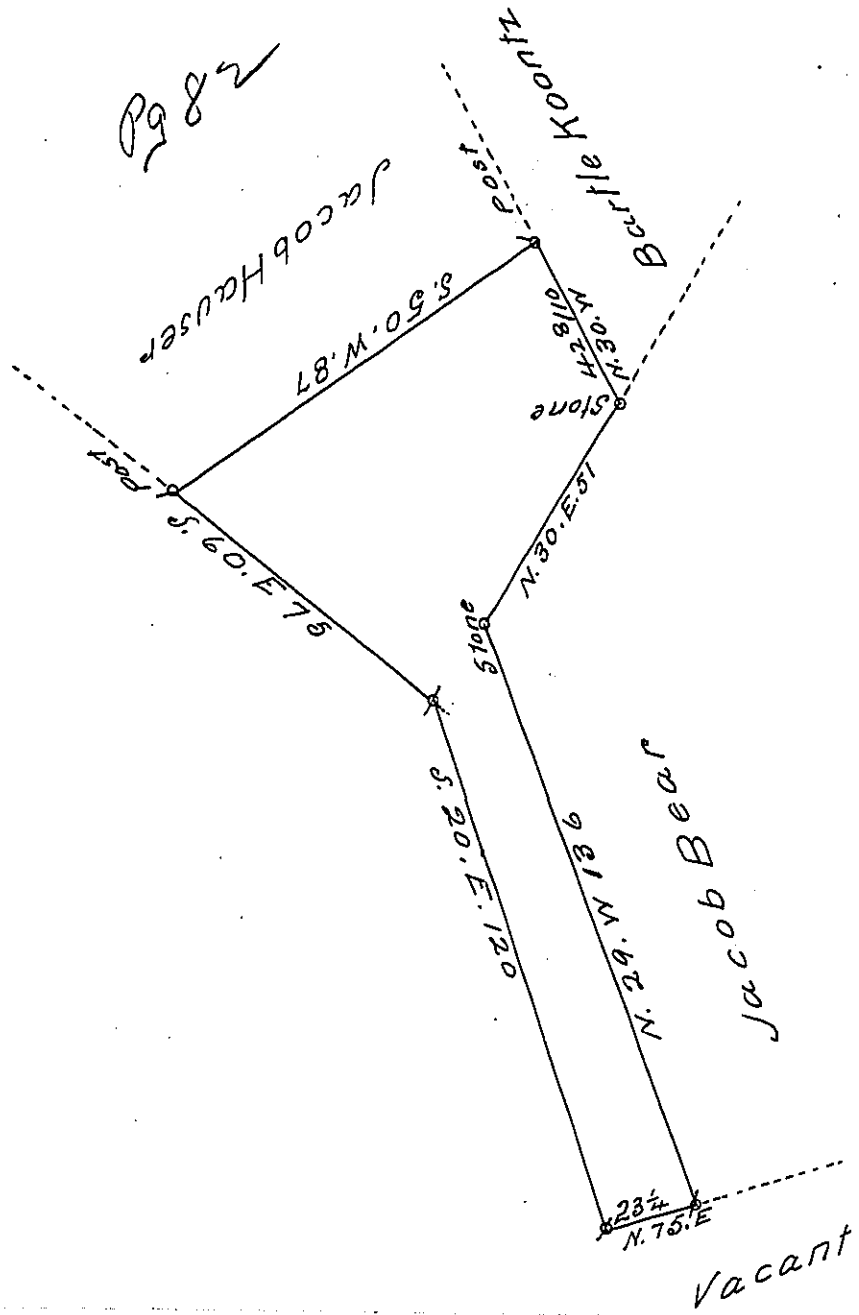 Pg 82
Jacob Hauser
Post
Bartle Koontz
S. 50. W. 87
42 8/10
N. 30. W
Stone
Post
S. 60. E 75
N. 30. E. 51
Stone
S. 20. E. 120
N. 29. W 136
Jacob Bear
23 1/4
N. 75. E
Vacant